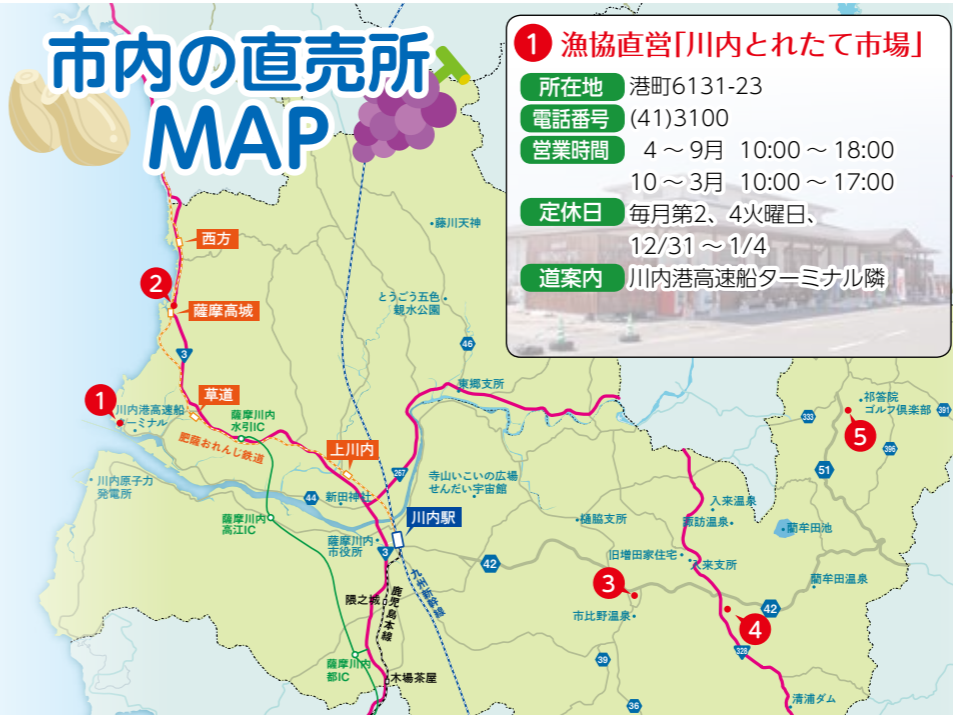 市内の直売所
MAP
1 漁協直営「川内とれたて市場」
所在地 港町6131-23
電話番号 (41)3100
営業時間 4～9月 10:00～18:00
10～3月 10:00～17:00
定休日 毎月第2、4火曜日、
12/31～1/4
道案内 川内港高速船ターミナル隣
藤川天神
西方
2
とうごう五色
親水公園
薩摩高城
46
3
東郷支所
祁答院
ゴルフ倶楽部
391
草道
1
川内港高速船
ターミナル
薩摩川内
水引IC
333
5
396
肥薩おれんじ鉄道
上川内
267
51
寺山いこいの広場
せんだい宇宙館
川内原子力
発電所
44
新田神社
入来温泉
諏訪温泉
樋脇支所
薩摩川内
高江IC
川内駅
藺牟田池
薩摩川内
市役所
3
42
旧増田家住宅
入来支所
藺牟田温泉
九州新幹線
鹿児島本線
隈之城
3
市比野温泉
42
4
328
39
薩摩川内
都IC
木場茶屋
清浦ダム
36